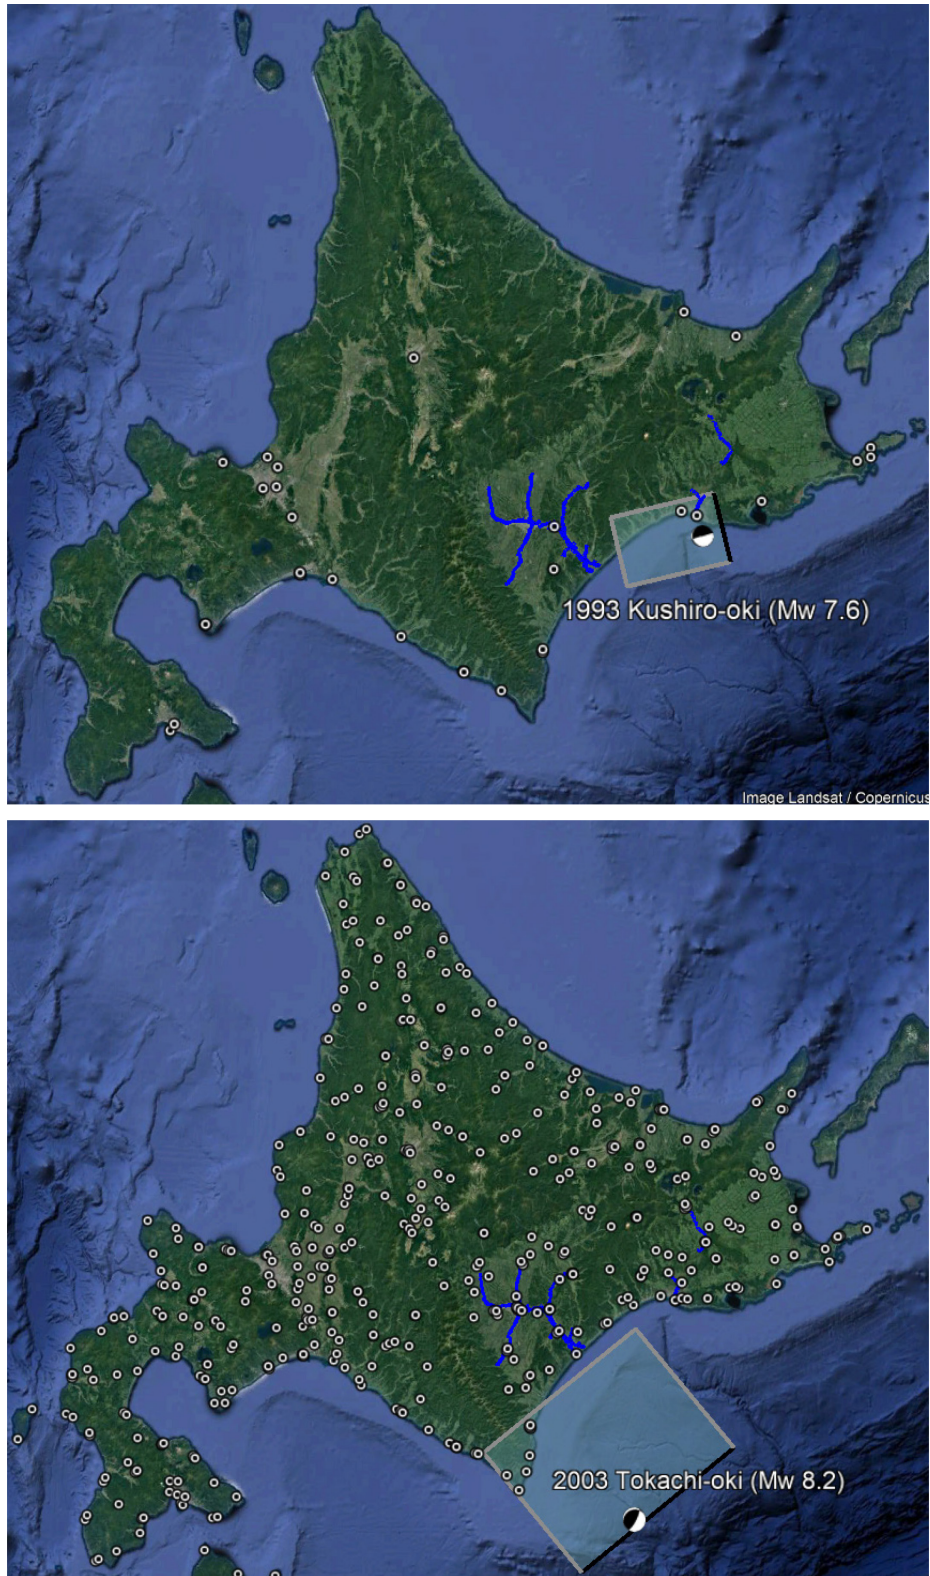 1993 Kushiro-oki (Mw 7.6)
Image Landsat / Copernicus
2003 Tokachi-oki (Mw 8.2)